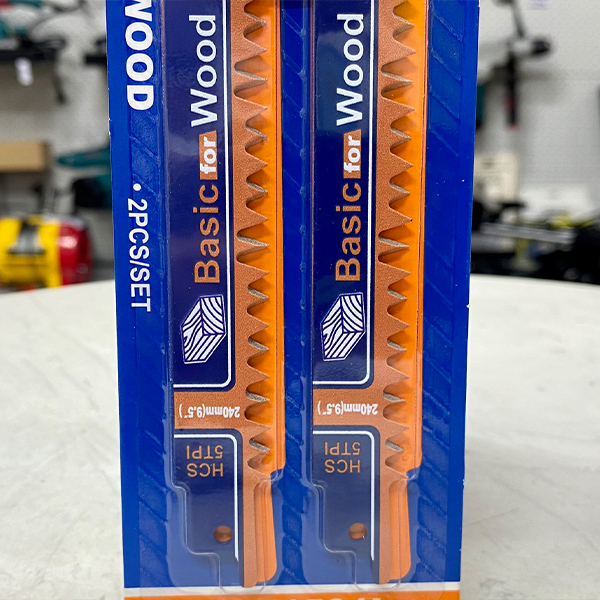 WOOD
• 2PCS/SET
Basic for Wood
240mm(9.5")
HCS
5TPI
Basic for Wood
240mm(9.5")
HCS
5TPI